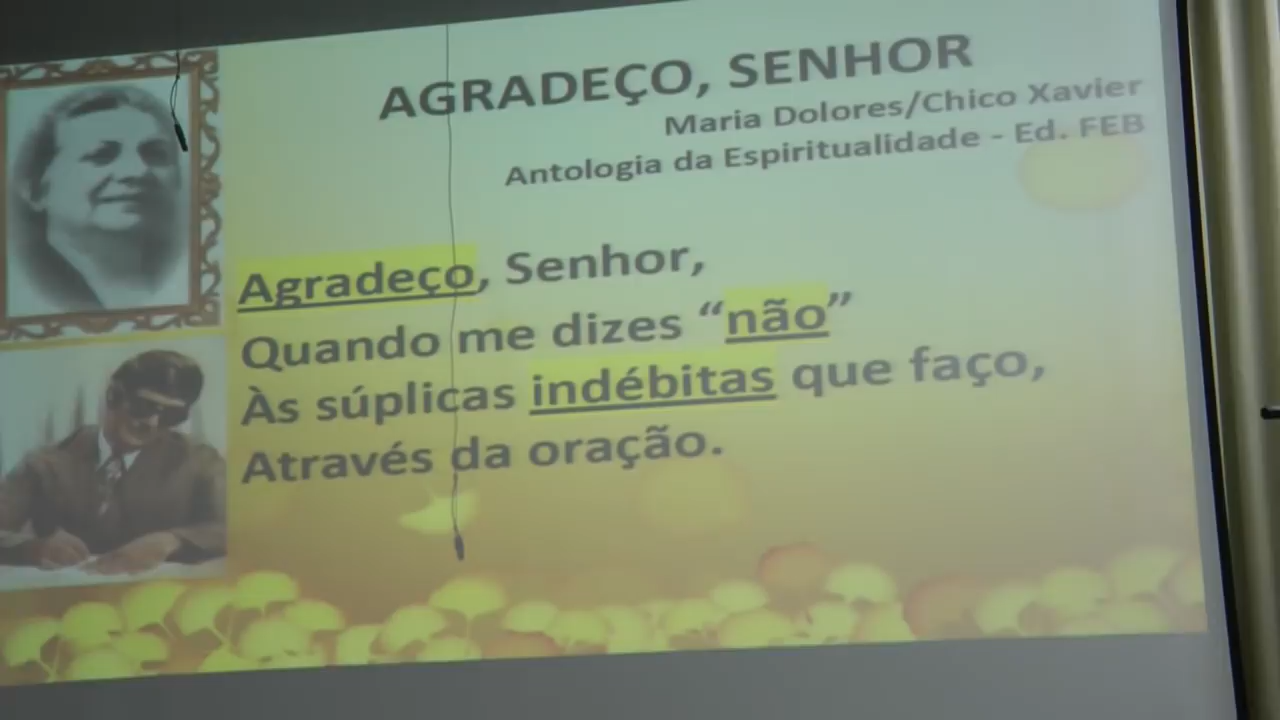 AGRADEÇO, SENHOR
Maria Dolores/Chico Xavier
Antologia da Espiritualidade - Ed. FEB
Agradeço, Senhor,
Quando me dizes “não”
Às súplicas indébitas que faço,
Através da oração.